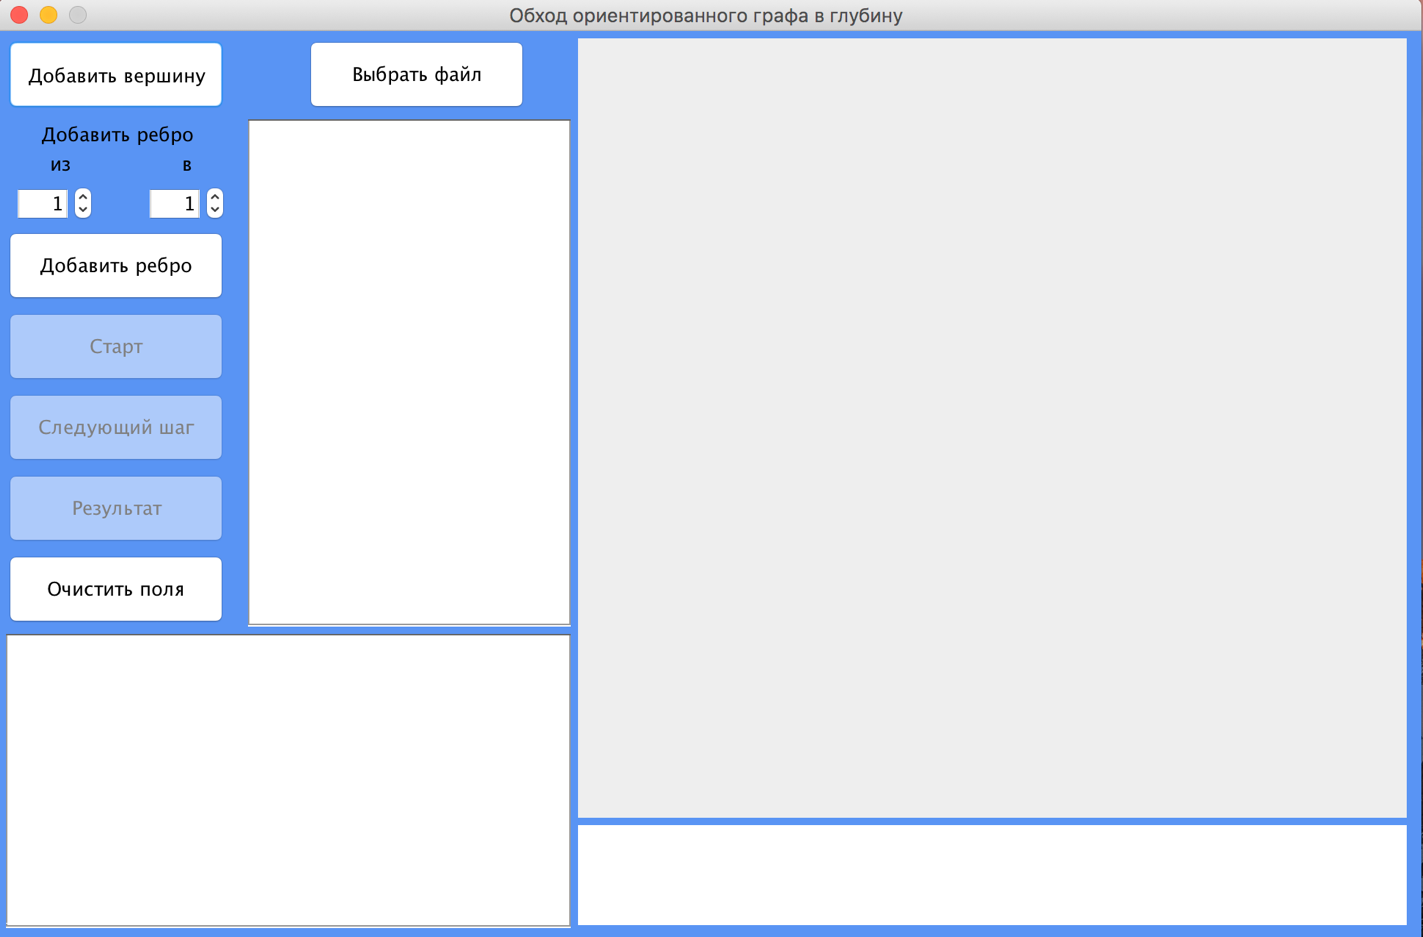 Обход ориентированного графа в глубину
Добавить вершину
Выбрать файл
Добавить ребро
из в
1 1
Добавить ребро
Старт
Следующий шаг
Результат
Очистить поля